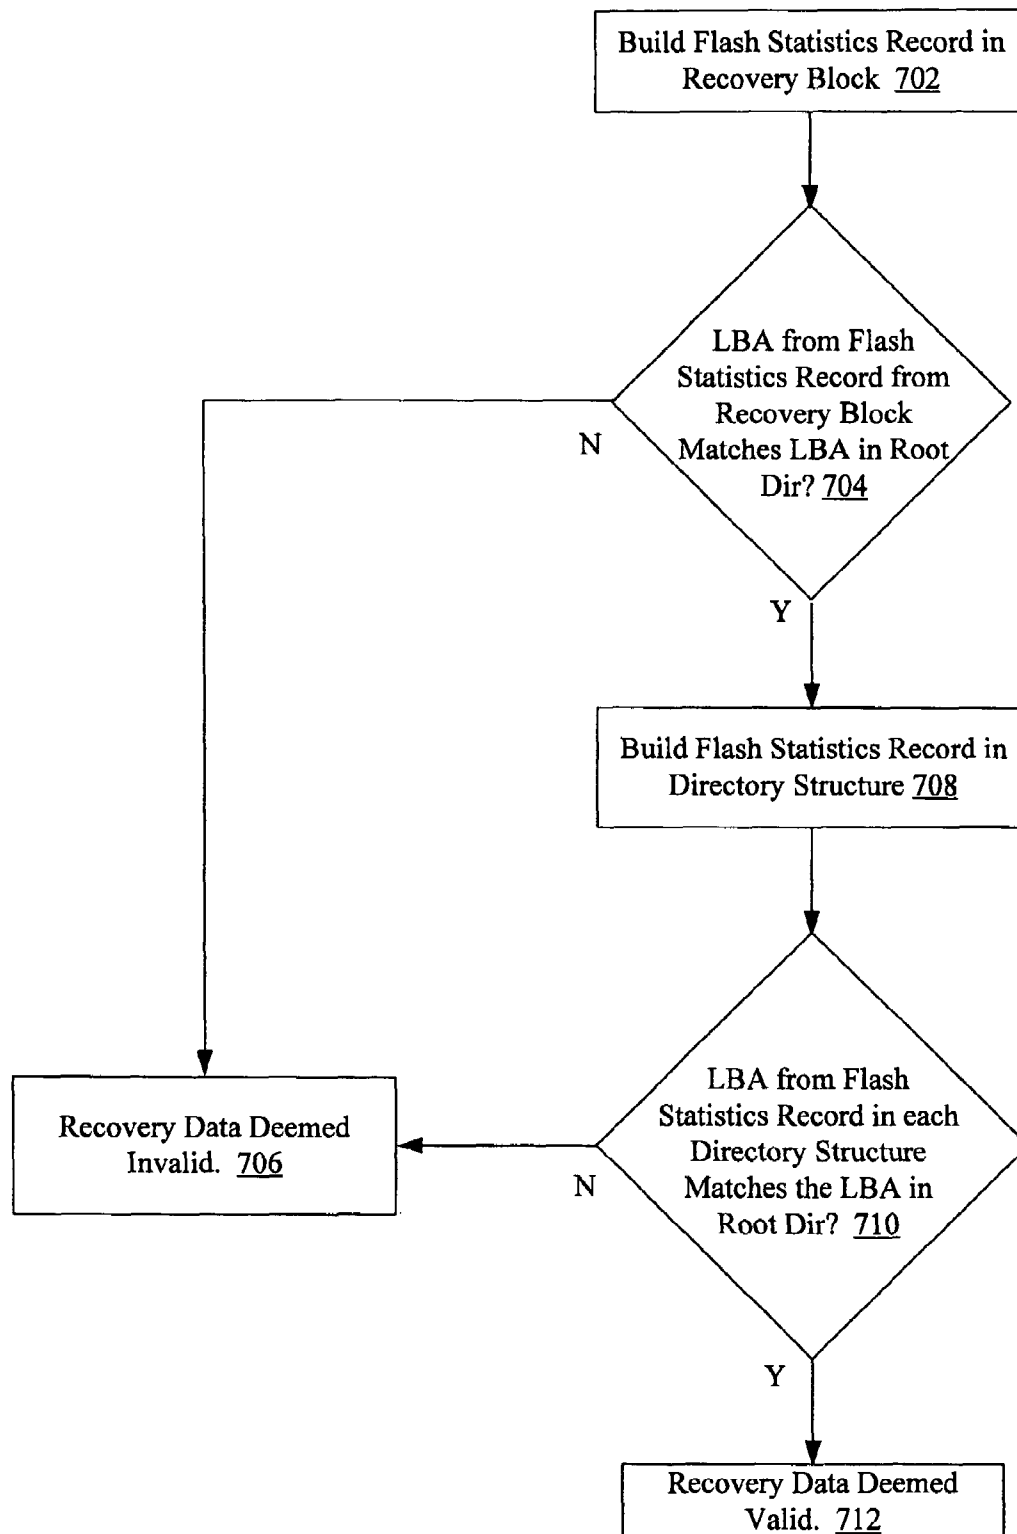 Build Flash Statistics Record in
Recovery Block 702
LBA from Flash
Statistics Record from
Recovery Block
Matches LBA in Root
Dir? 704
N
Y
Build Flash Statistics Record in
Directory Structure 708
LBA from Flash
Statistics Record in each
Directory Structure
Matches the LBA in
Root Dir? 710
Recovery Data Deemed
Invalid. 706
N
Y
Recovery Data Deemed
Valid. 712